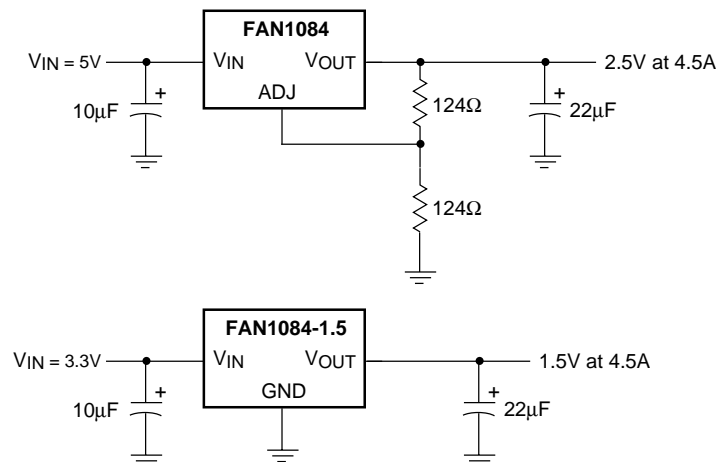 FAN1084
VIN = 5V
VIN
VOUT
2.5V at 4.5A
ADJ
+
10μF
124Ω
+
22μF
124Ω
FAN1084-1.5
VIN = 3.3V
VIN
VOUT
1.5V at 4.5A
GND
+
10μF
+
22μF